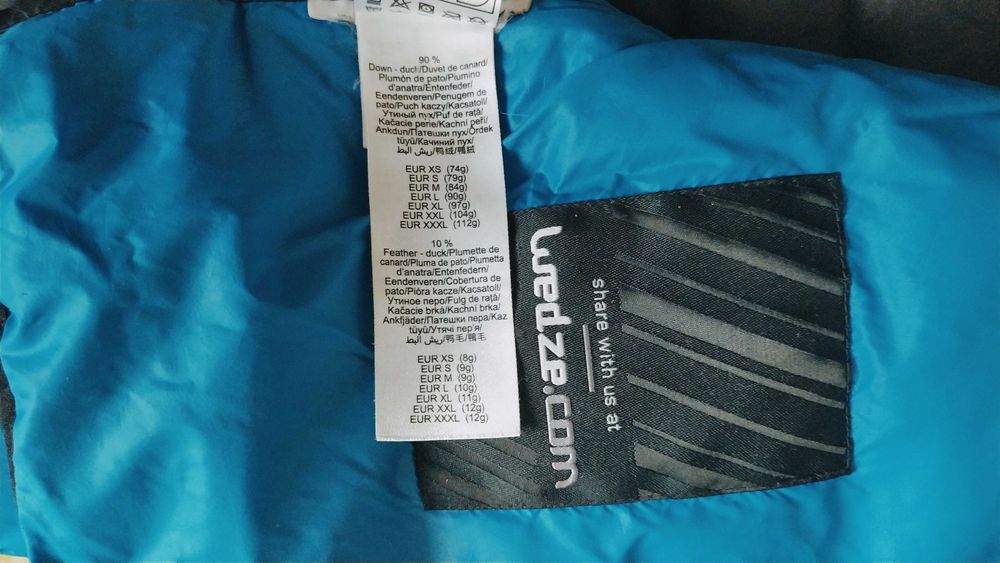 90 %
Down - duck/Duvet de canard/
Plumón de pato/Piumino
d'anatra/Entenfeder/
Eendenveren/Penugem de
pato/Puch kaczy/Kacsatoll/
Утиный пух/Puf de rață/
Kačacie perie/Kachní peří/
Ankdun/Патешки пух/Ördek
tüyü/Качиний пух/
ريش البط/鸭绒/鴨絨
EUR XS (74g)
EUR S (79g)
EUR M (84g)
EUR L (90g)
EUR XL (97g)
EUR XXL (104g)
EUR XXXL (112g)
10 %
Feather - duck/Plumette de
canard/Pluma de pato/Piumetta
d'anatra/Entenfedern/
Eendenveren/Cobertura de
pato/Pióra kacze/Kacsatoll/
Утиное перо/Fulg de rață/
Kačacie brká/Kachní brka/
Ankfjäder/Патешки пера/Kaz
tüyü/Утячі пер'я/
ريش البط/鸭毛/鴨毛
EUR XS (8g)
EUR S (9g)
EUR M (9g)
EUR L (10g)
EUR XL (11g)
EUR XXL (12g)
EUR XXXL (12g)
share with us at
wedze.com